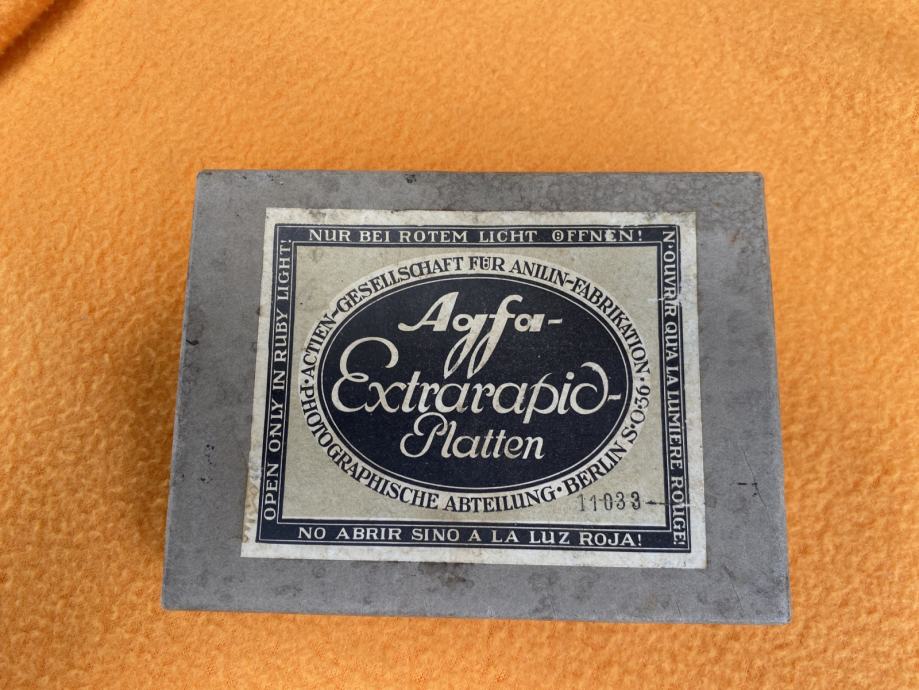 NUR BEI ROTEM LICHT ÖFFNEN!
OPEN ONLY IN RUBY LIGHT!
N'OUVRIR QU'A LA LUMIERE ROUGE!
ACTIEN-GESELLSCHAFT FÜR ANILIN-FABRIKATION·
Agfa-
Extrarapid-
Platten
PHOTOGRAPHISCHE ABTEILUNG·BERLIN S·O·36·
11033
NO ABRIR SINO A LA LUZ ROJA!